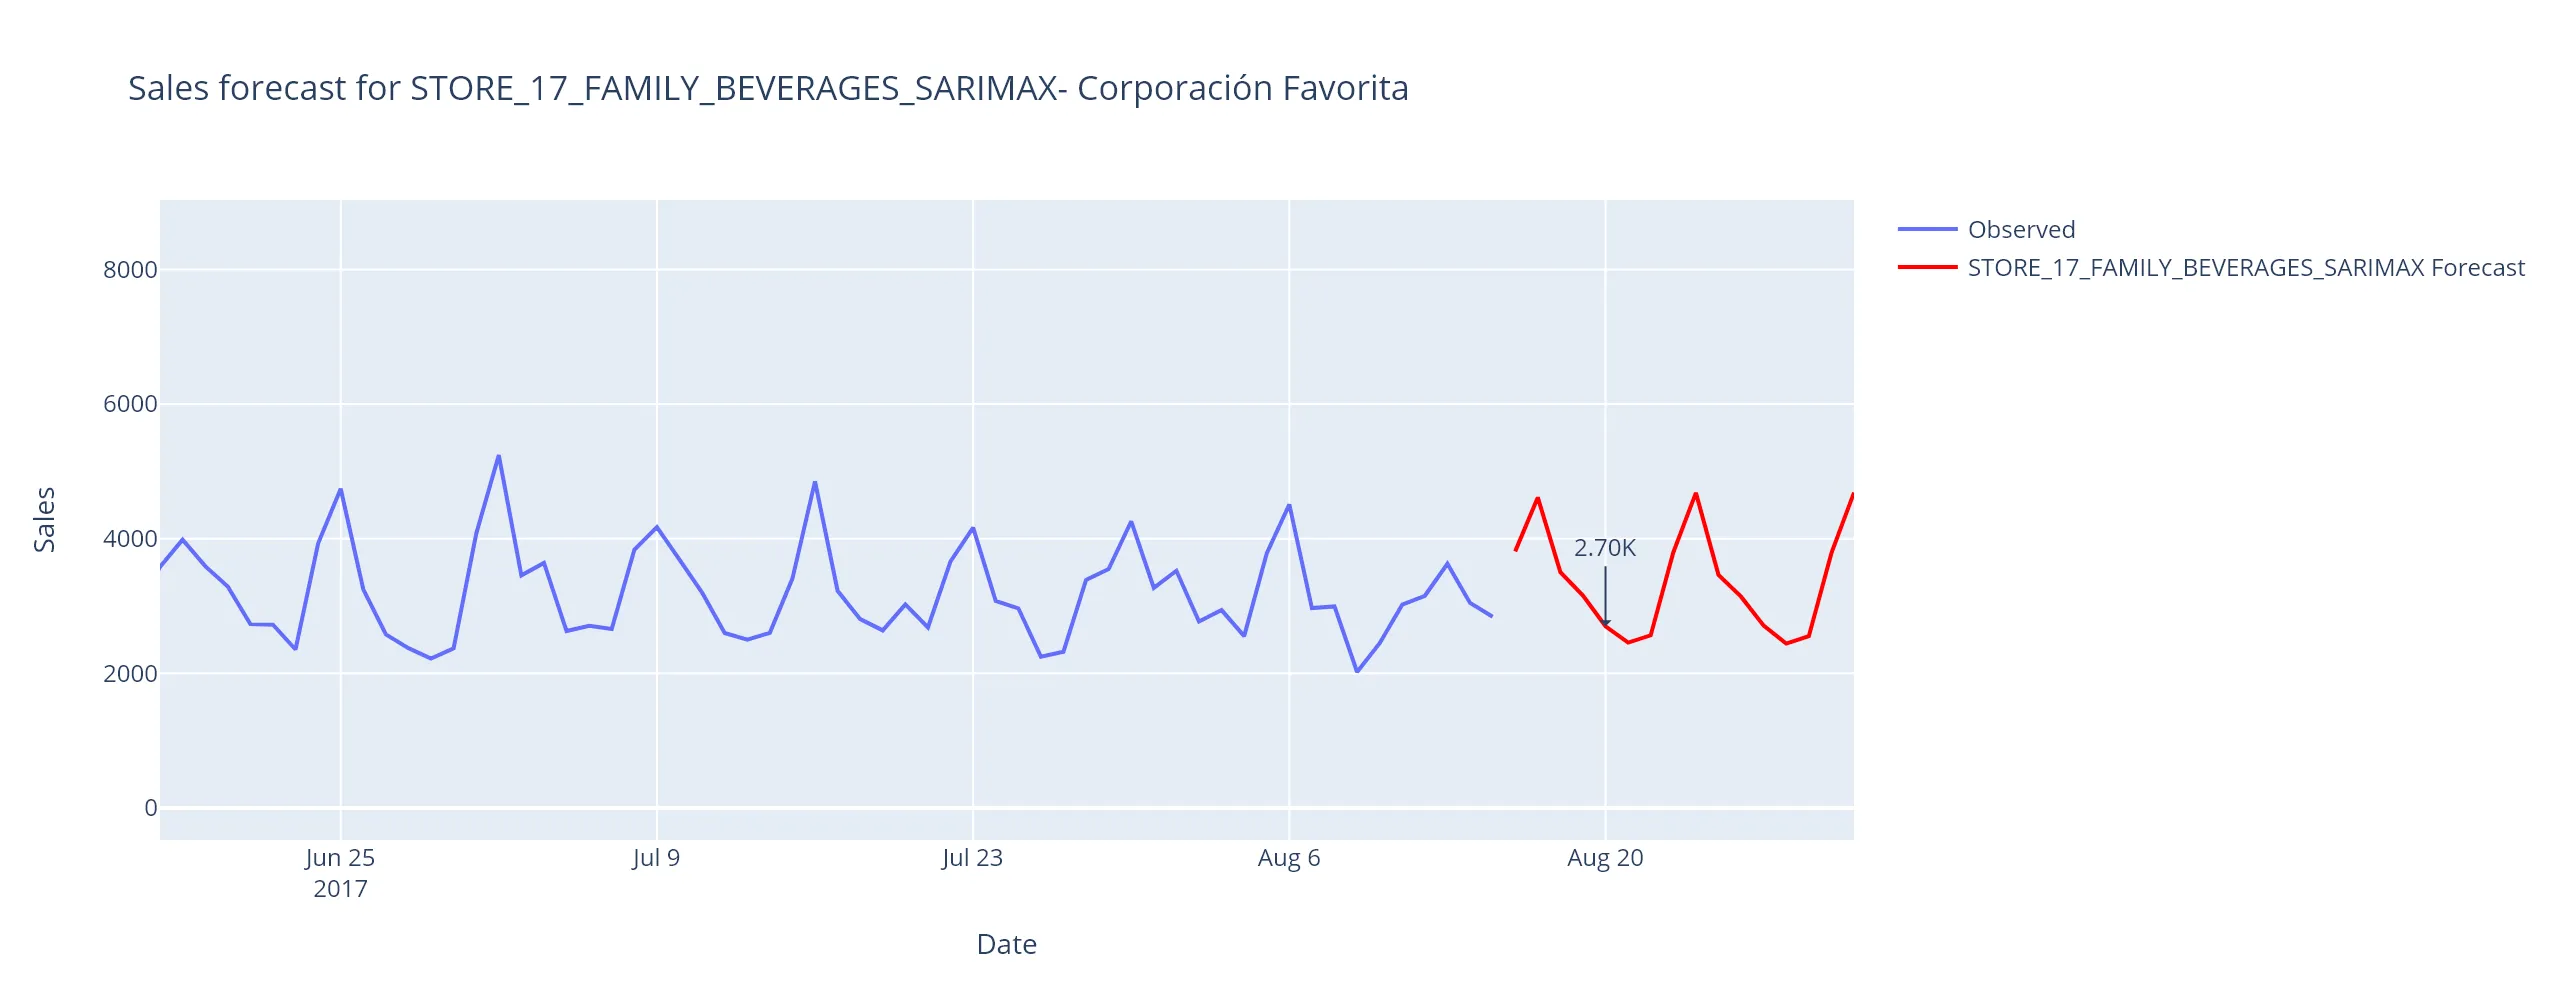 Sales forecast for STORE_17_FAMILY_BEVERAGES_SARIMAX- Corporación Favorita
Observed
STORE_17_FAMILY_BEVERAGES_SARIMAX Forecast
8000
6000
4000
2000
0
Sales
2.70K
Jun 25
2017
Jul 9
Jul 23
Aug 6
Aug 20
Date